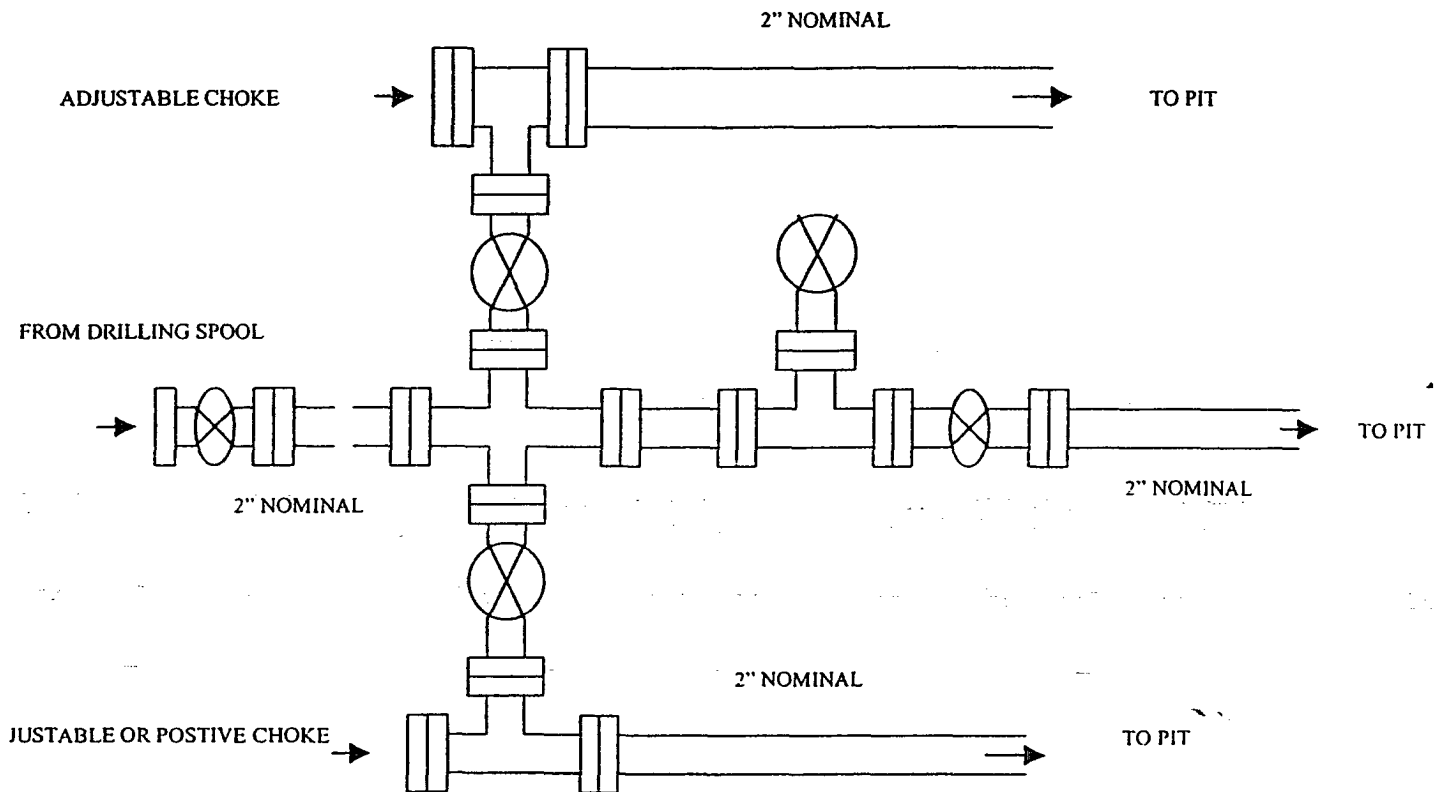 2” NOMINAL
ADJUSTABLE CHOKE
TO PIT
FROM DRILLING SPOOL
TO PIT
2” NOMINAL
2” NOMINAL
2” NOMINAL
JUSTABLE OR POSTIVE CHOKE
TO PIT